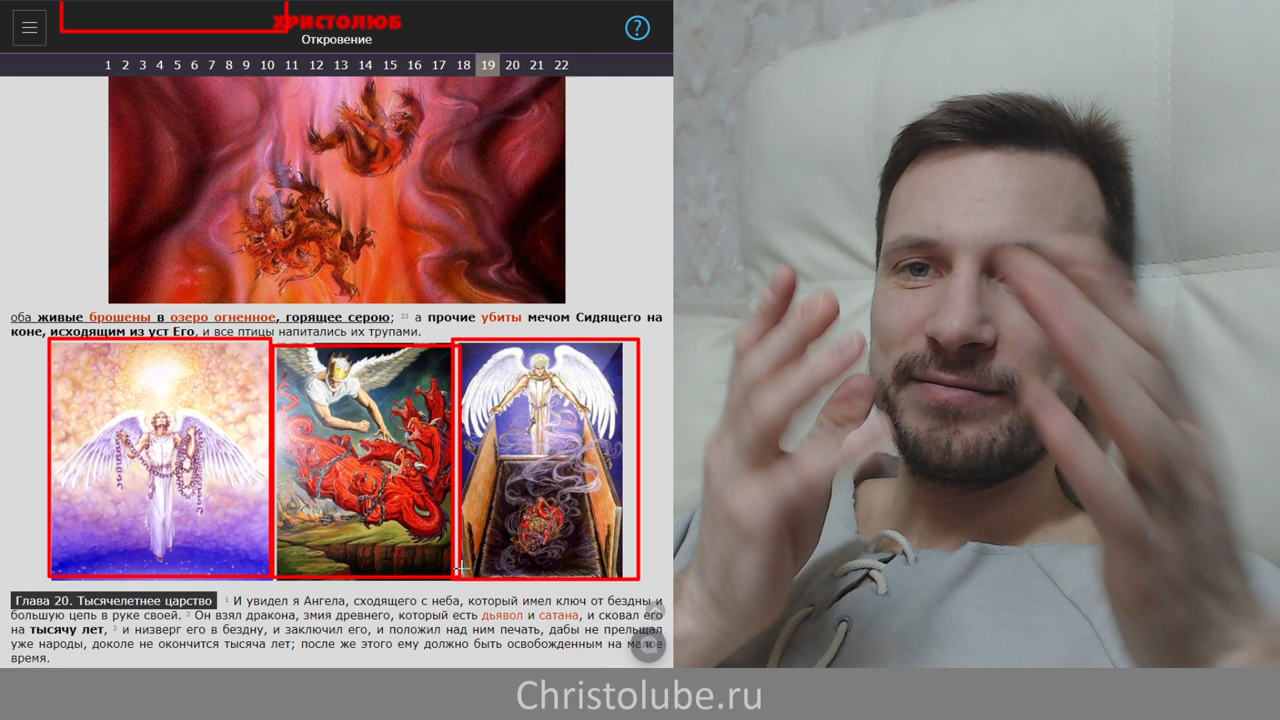 ХРИСТОЛЮБ
Откровение
?
1 2 3 4 5 6 7 8 9 10 11 12 13 14 15 16 17 18 19 20 21 22
оба живые брошены в озеро огненное, горящее серою; 21 а прочие убиты мечом Сидящего на
коне, исходящим из уст Его, и все птицы напитались их трупами.
Глава 20. Тысячелетнее царство 1 И увидел я Ангела, сходящего с неба, который имел ключ от бездны и
большую цепь в руке своей. 2 Он взял дракона, змия древнего, который есть дьявол и сатана, и сковал его
на тысячу лет, 3 и низверг его в бездну, и заключил его, и положил над ним печать, дабы не прельщал
уже народы, доколе не окончится тысяча лет; после же этого ему должно быть освобожденным на малое
время.
Christolube.ru